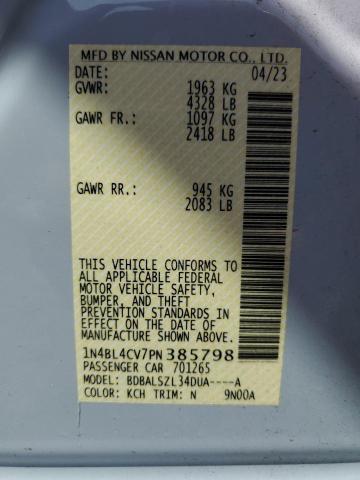 MFD BY NISSAN MOTOR CO., LTD.
DATE: 04/23
GVWR: 1963 KG
4328 LB
GAWR FR.: 1097 KG
2418 LB
GAWR RR.: 945 KG
2083 LB
THIS VEHICLE CONFORMS TO
ALL APPLICABLE FEDERAL
MOTOR VEHICLE SAFETY,
BUMPER, AND THEFT
PREVENTION STANDARDS
IN EFFECT ON THE DATE OF
MANUFACTURE SHOWN ABOVE.
1N4BL4CV7PN385798
PASSENGER CAR 701265
MODEL: BDBALSZL34DUA----A
COLOR: KCH TRIM: N 9N00A